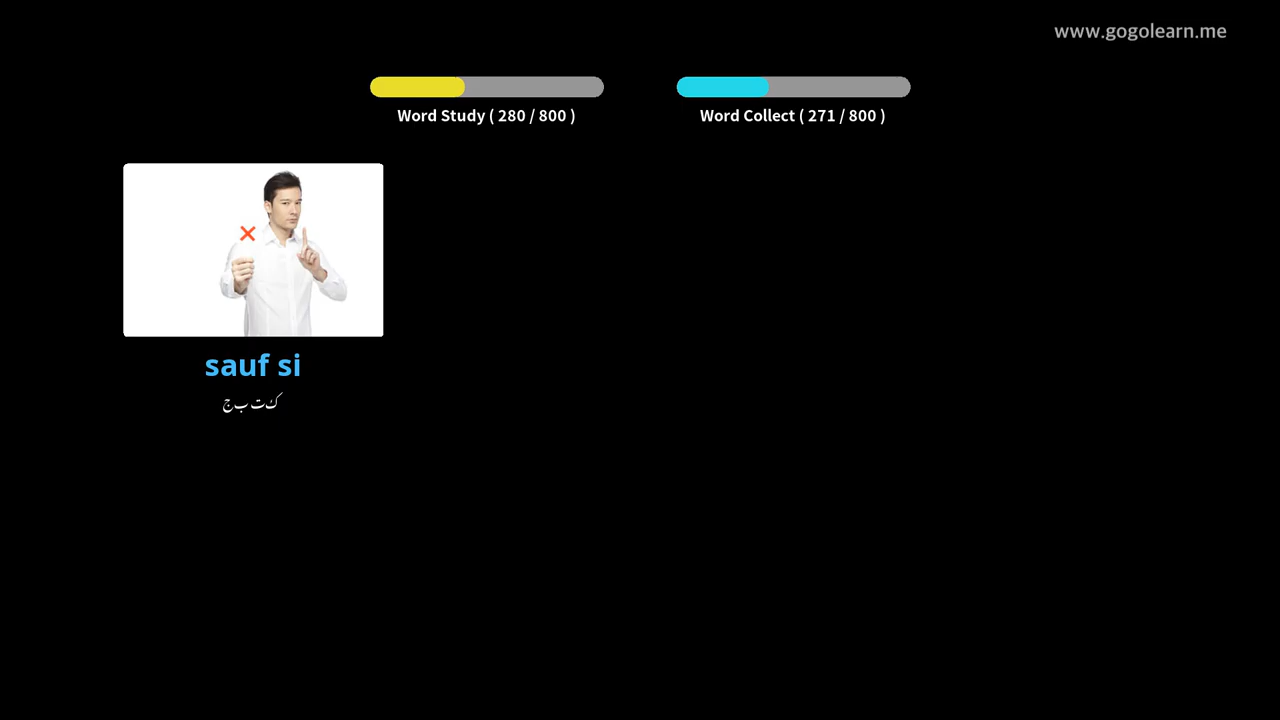 www.gogolearn.me
Word Study ( 280 / 800 )
Word Collect ( 271 / 800 )
sauf si
ک ت ب ج